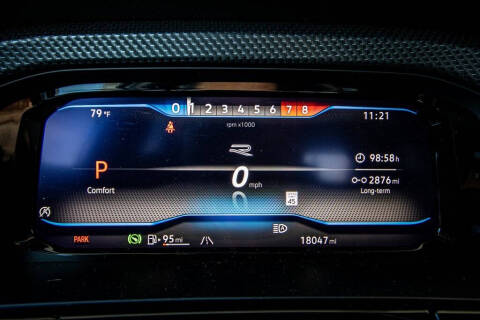 79 °F
0 1 2 3 4 5 6 7 8
11:21
rpm x1000
R
98:58 h
P
0 mph
2876 mi
Comfort
Long-term
45
PARK
95 mi
18047 mi